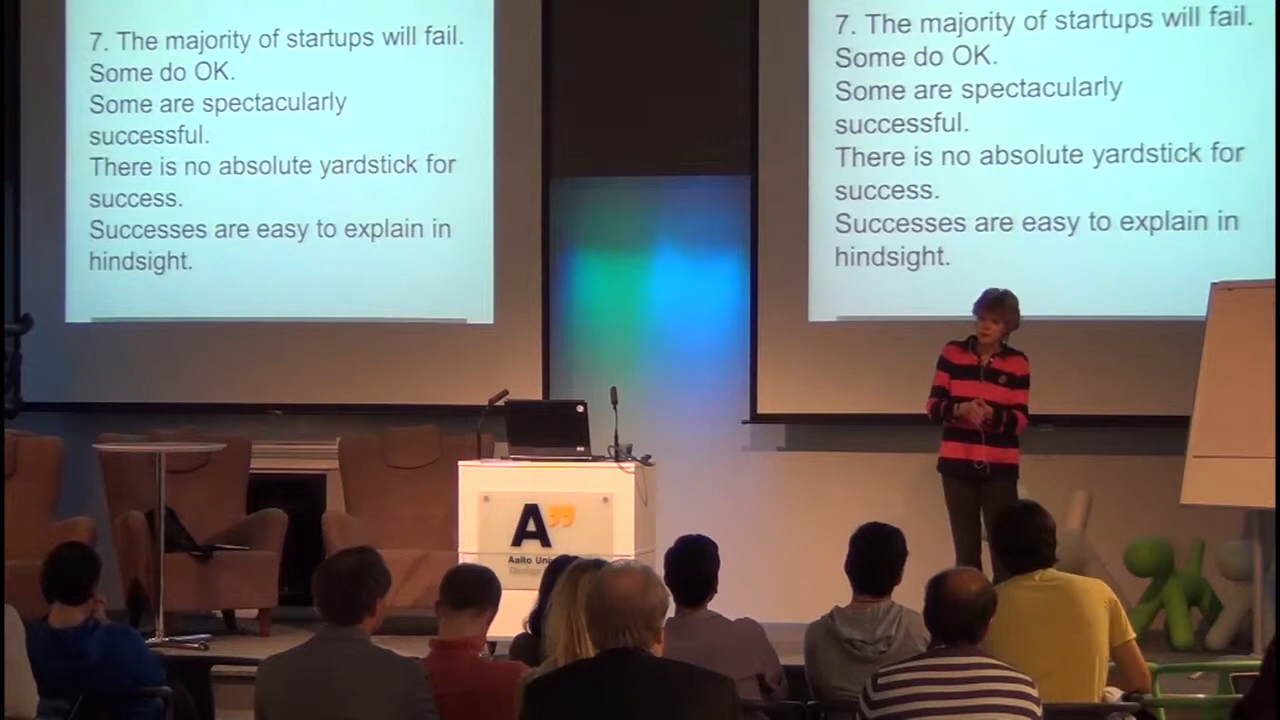 7. The majority of startups will fail.
Some do OK.
Some are spectacularly
successful.
There is no absolute yardstick for
success.
Successes are easy to explain in
hindsight.
7. The majority of startups will fail.
Some do OK.
Some are spectacularly
successful.
There is no absolute yardstick for
success.
Successes are easy to explain in
hindsight.
A”
Aalto Uni
Design